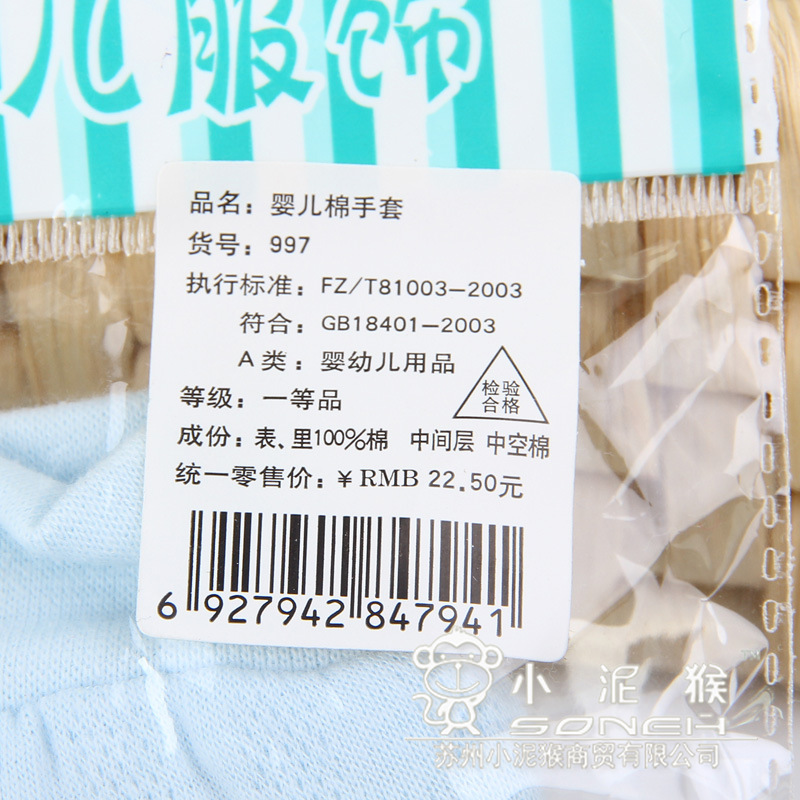 儿服饰
品名：婴儿棉手套
货号：997
执行标准：FZ/T81003-2003
符合：GB18401-2003
A类：婴幼儿用品
检验
合格
等级：一等品
成份：表、里100%棉 中间层 中空棉
统一零售价：￥RMB 22.50元
6 927942 847941
小泥猴
SONEH
苏州小泥猴商贸有限公司